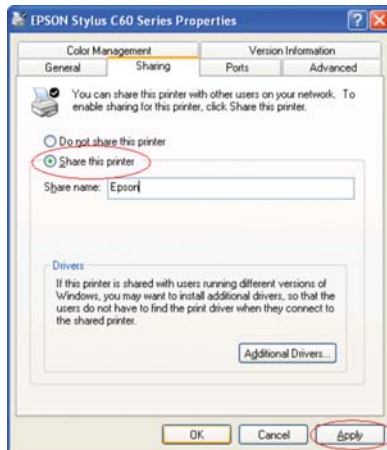 EPSON Stylus C60 Series Properties
Color Management Version Information
General Sharing Ports Advanced
You can share this printer with other users on your network. To
enable sharing for this printer, click Share this printer.
Do not share this printer
Share this printer
Share name: Epson
Drivers
If this printer is shared with users running different versions of
Windows, you may want to install additional drivers, so that the
users do not have to find the print driver when they connect to
the shared printer.
Additional Drivers...
OK Cancel Apply